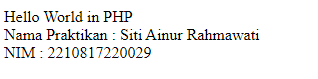 Hello World in PHP
Nama Praktikan : Siti Ainur Rahmawati
NIM : 2210817220029